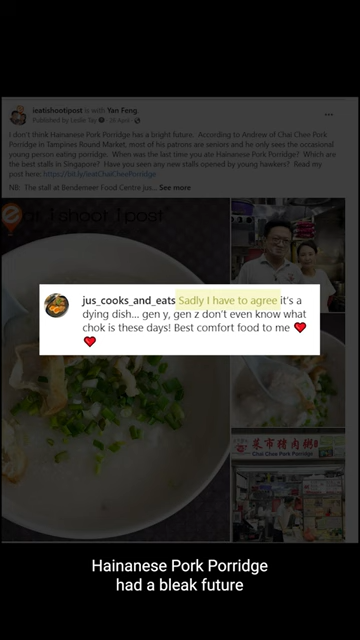 ieatishootipost is with Yan Feng.
Published by Leslie Tay
I don't think Hainanese Pork Porridge has a bright future. According to Andrew of Chai Chee Pork
Porridge in Tampines Round Market, most of his patrons are seniors and he only sees the occasional
young person eating porridge. When was the last time you ate Hainanese Pork Porridge? Which are
the best stalls in Singapore? Have you seen any new stalls opened by young hawkers? Read my
post here:
NB: The stall at Bendemeer Food Centre jus... See more
jus_cooks_and_eats Sadly I have to agree it's a
dying dish... gen y, gen z don't even know what
chok is these days! Best comfort food to me
菜市豬肉粥
Chai Chee Pork Porridge
Hainanese Pork Porridge
had a bleak future